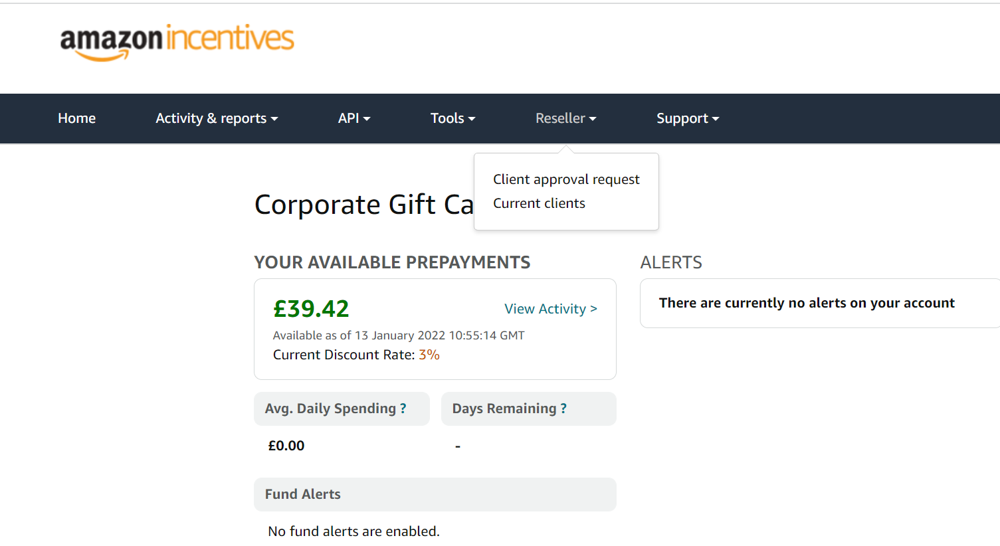 amazonincentives
Home Activity & reports API Tools Reseller Support
Client approval request
Current clients
Corporate Gift Ca
YOUR AVAILABLE PREPAYMENTS
£39.42
View Activity >
Available as of 13 January 2022 10:55:14 GMT
Current Discount Rate: 3%
ALERTS
There are currently no alerts on your account
Avg. Daily Spending ? Days Remaining ?
£0.00 -
Fund Alerts
No fund alerts are enabled.